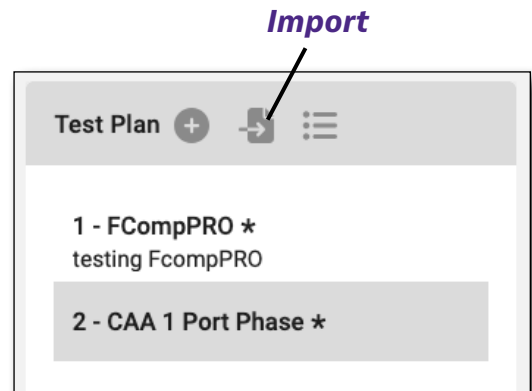 Import
Test Plan
1 - FCompPRO *
testing FcompPRO
2 - CAA 1 Port Phase *